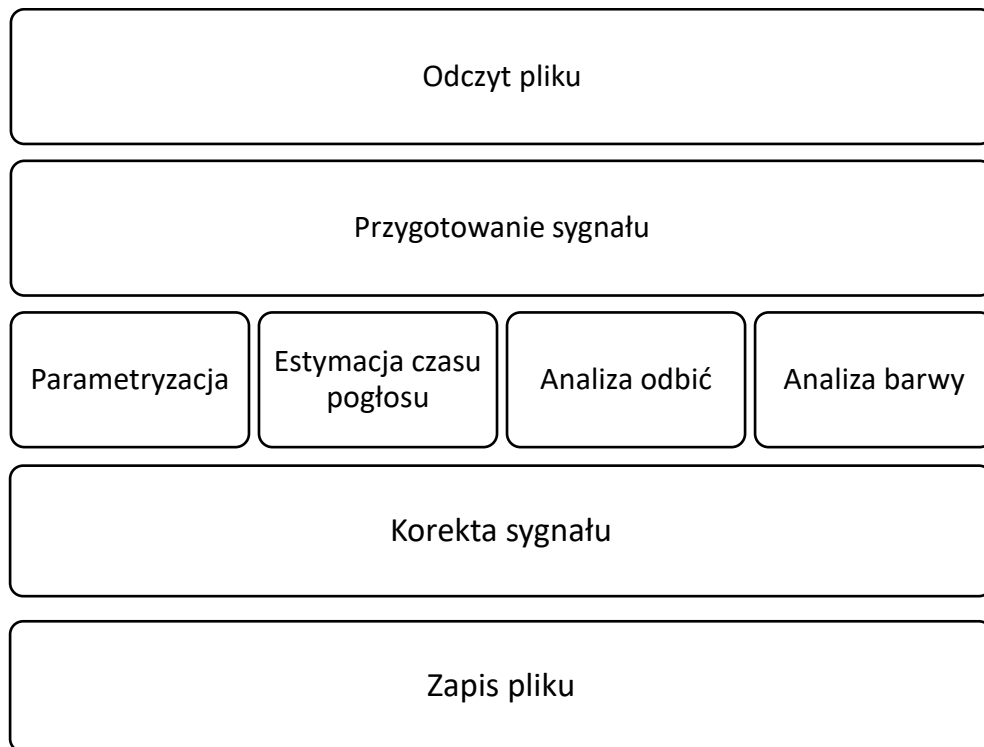 Odczyt pliku
Przygotowanie sygnału
Parametryzacja
Estymacja czasu
pogłosu
Analiza odbić
Analiza barwy
Korekta sygnału
Zapis pliku